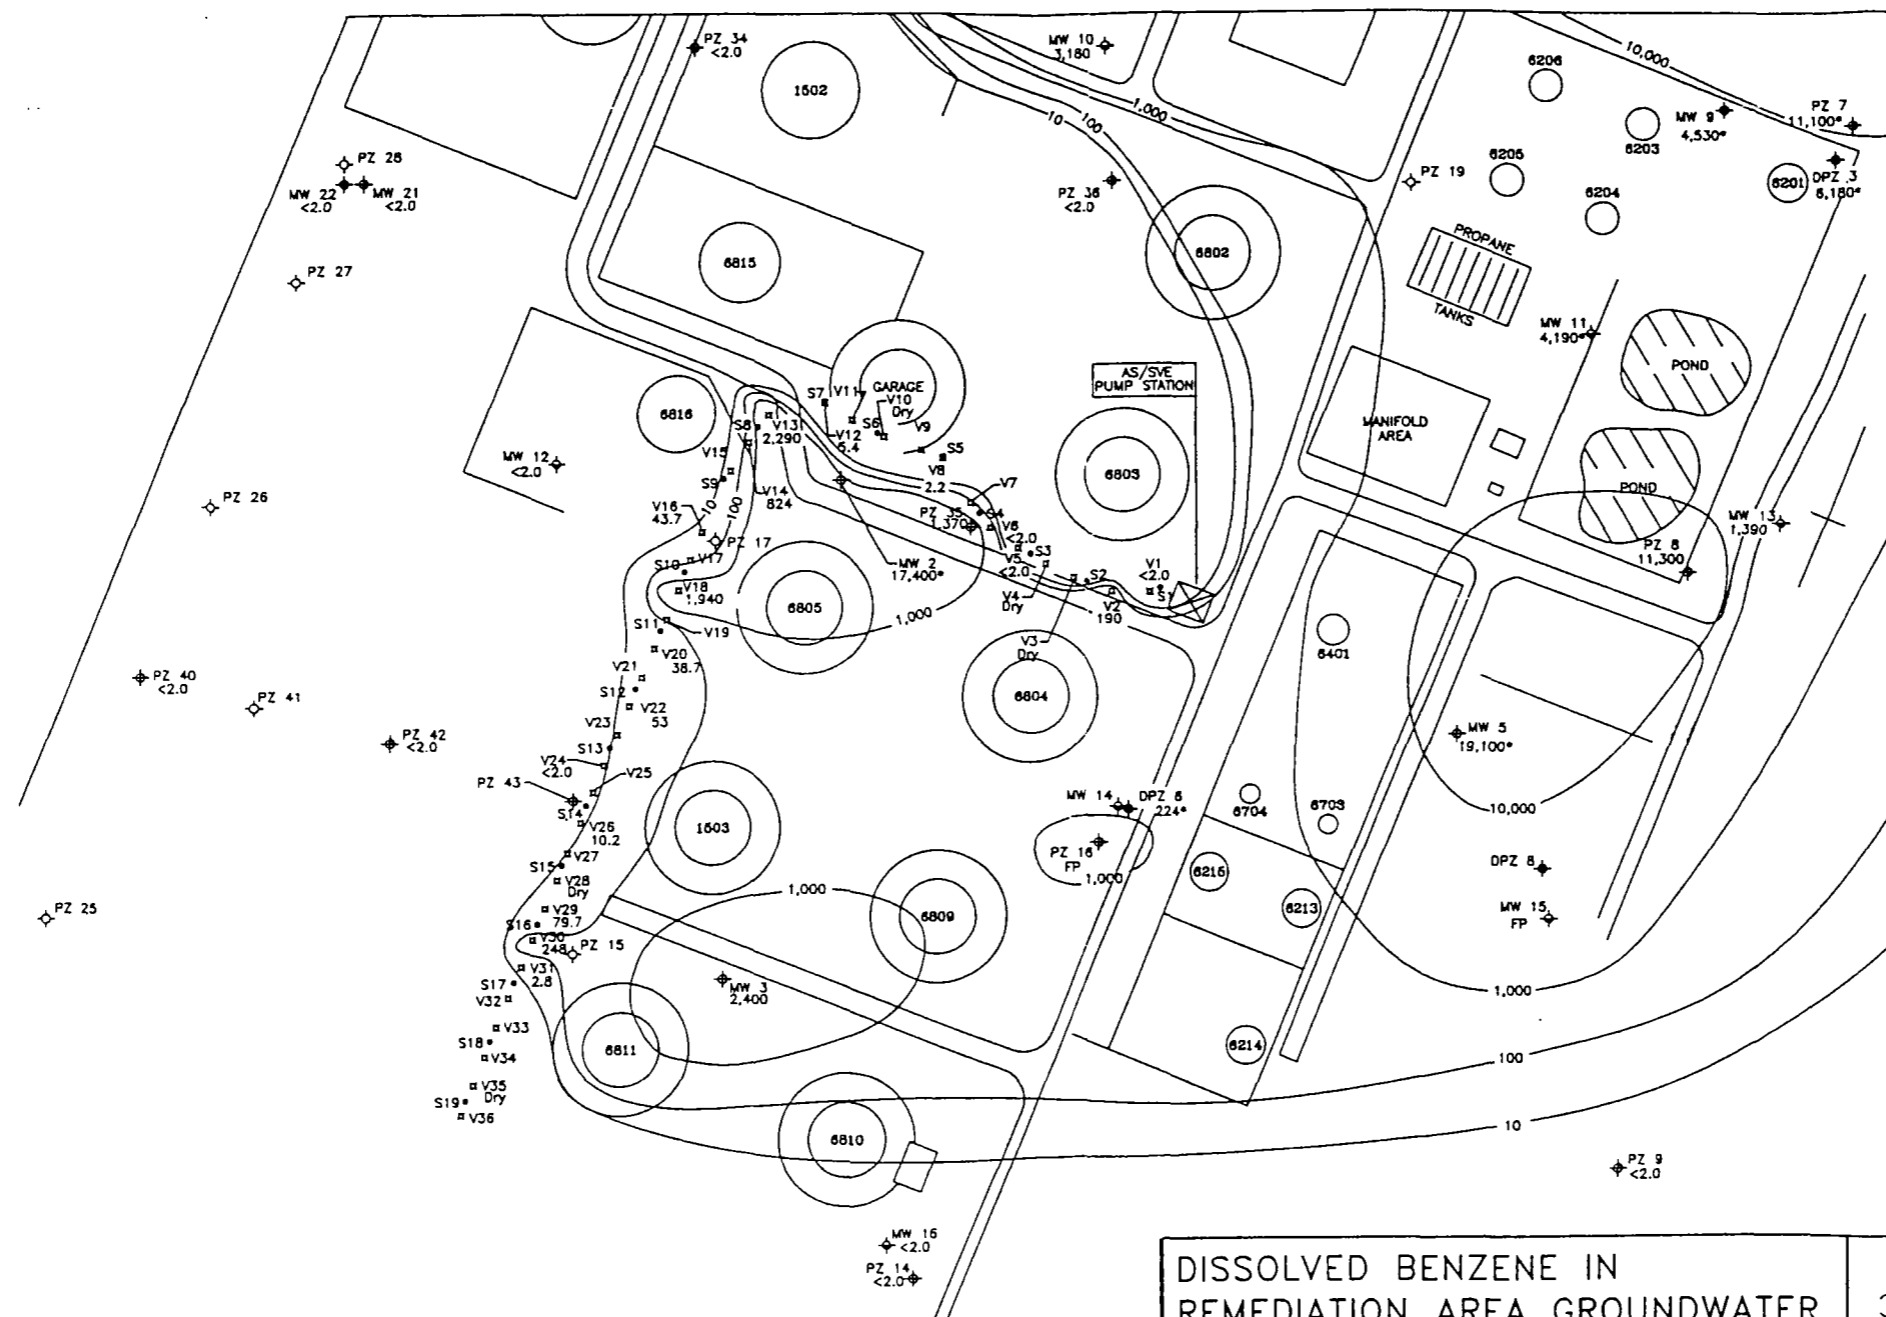 PZ 34
<2.0
1502
MW 10
3,180
10,000
6206
MW 9
4,530*
PZ 7
11,100*
6203
6205
6204
6201
DPZ 3
6,180*
1,000
100
10
PZ 28
MW 22
<2.0
MW 21
<2.0
PZ 36
<2.0
PZ 19
6802
PROPANE
TANKS
PZ 27
6815
MW 11
4,190*
POND
GARAGE
AS/SVE
PUMP STATION
MANIFOLD
AREA
POND
6816
S7
V11
V10
Dry
S6
V9
V12
6.4
S8
V13
2,290
S5
V8
2.2
6803
MW 12
<2.0
V15
S9
V14
824
V7
PZ 26
V16
43.7
10
100
PZ 17
PZ 35
1,370
S4
V6
<2.0
S3
V5
<2.0
MW 13
1,390
PZ 8
11,300
S10
V17
V18
1,940
MW 2
17,400*
V4
Dry
S2
V1
<2.0
S1
V2
190
6805
1,000
S11
V19
V3
Dry
6401
V20
38.7
V21
S12
PZ 40
<2.0
PZ 41
V22
53
6804
V23
S13
MW 5
19,100*
PZ 42
<2.0
V24
<2.0
V25
PZ 43
S14
V26
10.2
1503
MW 14
DPZ 6
224*
6704
6703
10,000
PZ 16
FP
1,000
V27
S15
V28
Dry
6215
DPZ 8
PZ 25
V29
79.7
S16
V30
248
1,000
6809
6213
MW 15
FP
PZ 15
V31
2.8
S17
V32
MW 3
2,400
1,000
V33
S18
V34
6811
6214
100
V35
Dry
S19
V36
6810
10
PZ 9
<2.0
MW 16
<2.0
PZ 14
<2.0
DISSOLVED BENZENE IN
REMEDIATION AREA GROUNDWATER